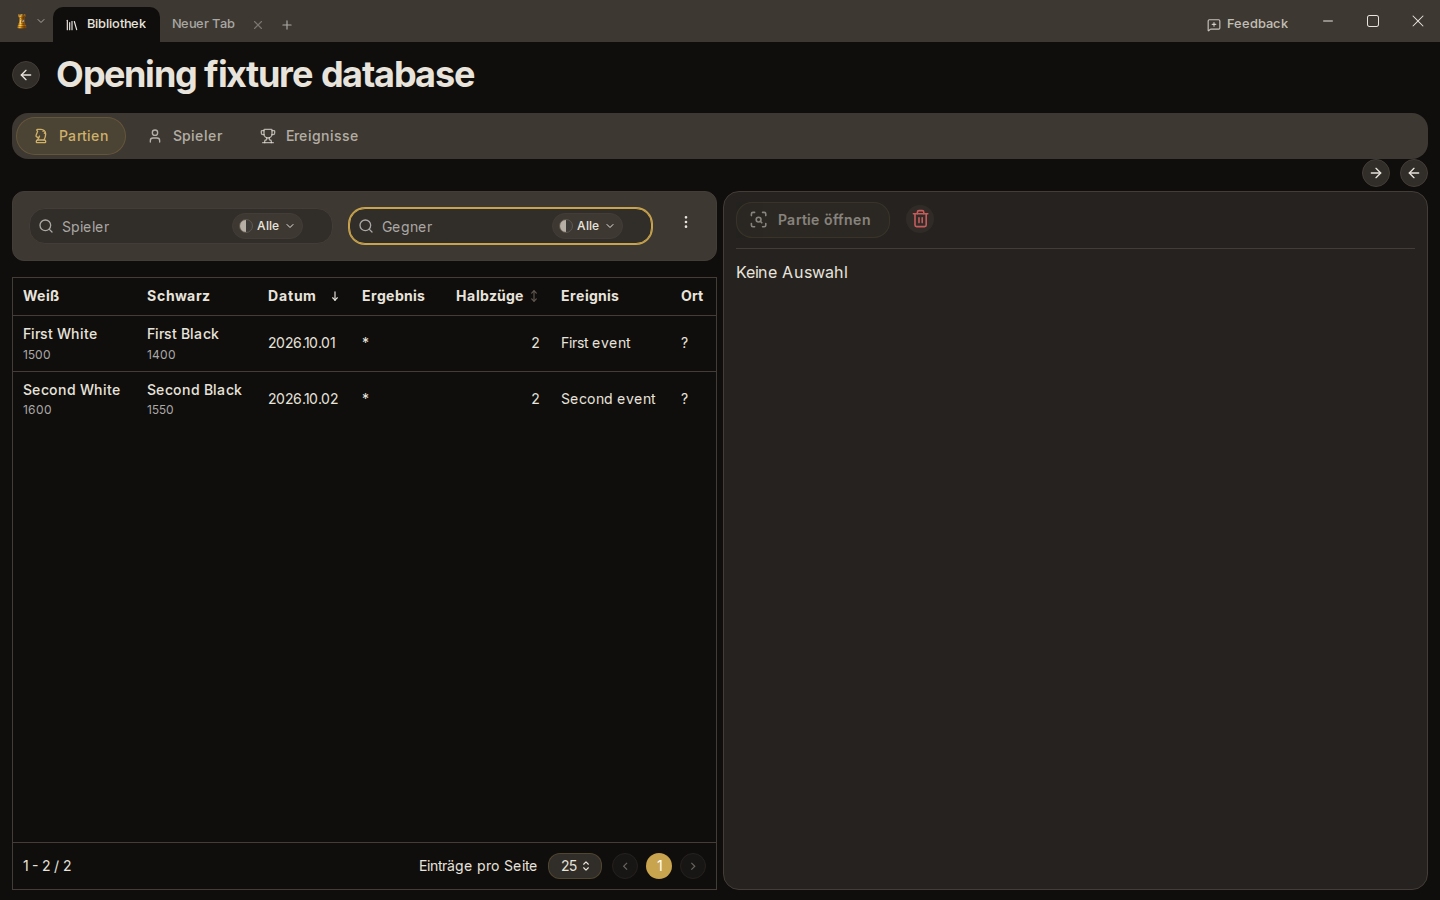 Bibliothek
Neuer Tab
Feedback
Opening fixture database
Partien
Spieler
Ereignisse
Spieler
Alle
Gegner
Alle
Partie öffnen
Keine Auswahl
Weiß Schwarz Datum Ergebnis Halbzüge Ereignis Ort
First White First Black 2026.10.01 * 2 First event ?
1500 1400
Second White Second Black 2026.10.02 * 2 Second event ?
1600 1550
1 - 2 / 2
Einträge pro Seite 25 1